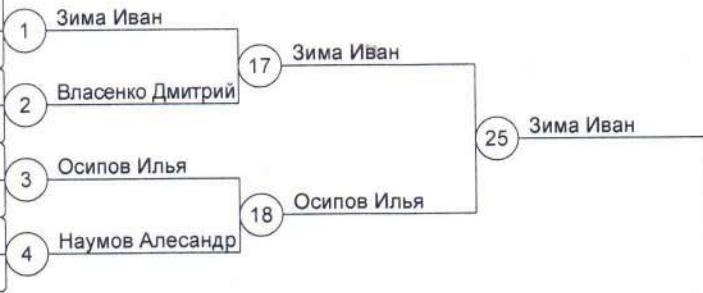 1 Зима Иван
17 Зима Иван
2 Власенко Дмитрий
25 Зима Иван
3 Осипов Илья
18 Осипов Илья
4 Наумов Алесандр